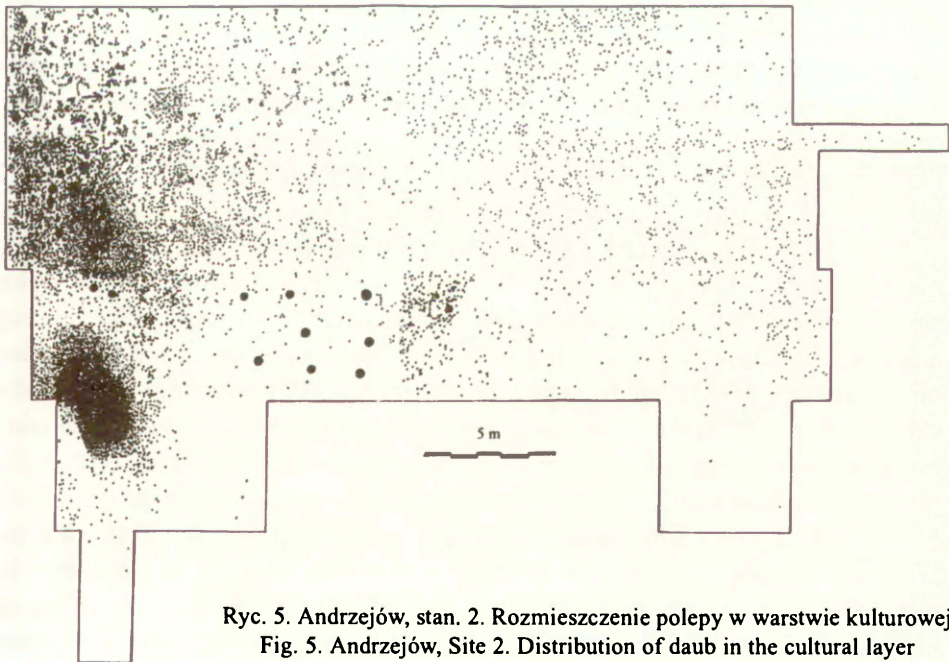 5 m
Ryc. 5. Andrzejów, stan. 2. Rozmieszczenie polepy w warstwie kulturowej
Fig. 5. Andrzejów, Site 2. Distribution of daub in the cultural layer